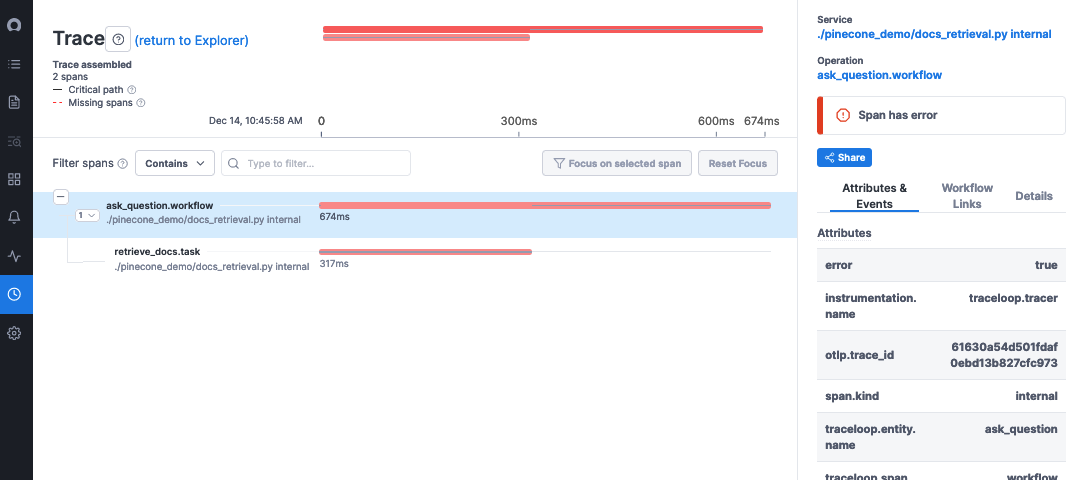 Trace
(return to Explorer)
Trace assembled
2 spans
Critical path
Missing spans
Dec 14, 10:45:58 AM
0
300ms
600ms
674ms
Filter spans
Contains
Type to filter...
Focus on selected span
Reset Focus
1
ask_question.workflow
./pinecone_demo/docs_retrieval.py internal
674ms
retrieve_docs.task
./pinecone_demo/docs_retrieval.py internal
317ms
Service
./pinecone_demo/docs_retrieval.py internal
Operation
ask_question.workflow
Span has error
Share
Attributes &
Events
Workflow
Links
Details
Attributes
error true
instrumentation. traceloop.tracer
name
otlp.trace_id 61630a54d501fdaf
0ebd13b827cfc973
span.kind internal
traceloop.entity. ask_question
name
traceloop.span. workflow